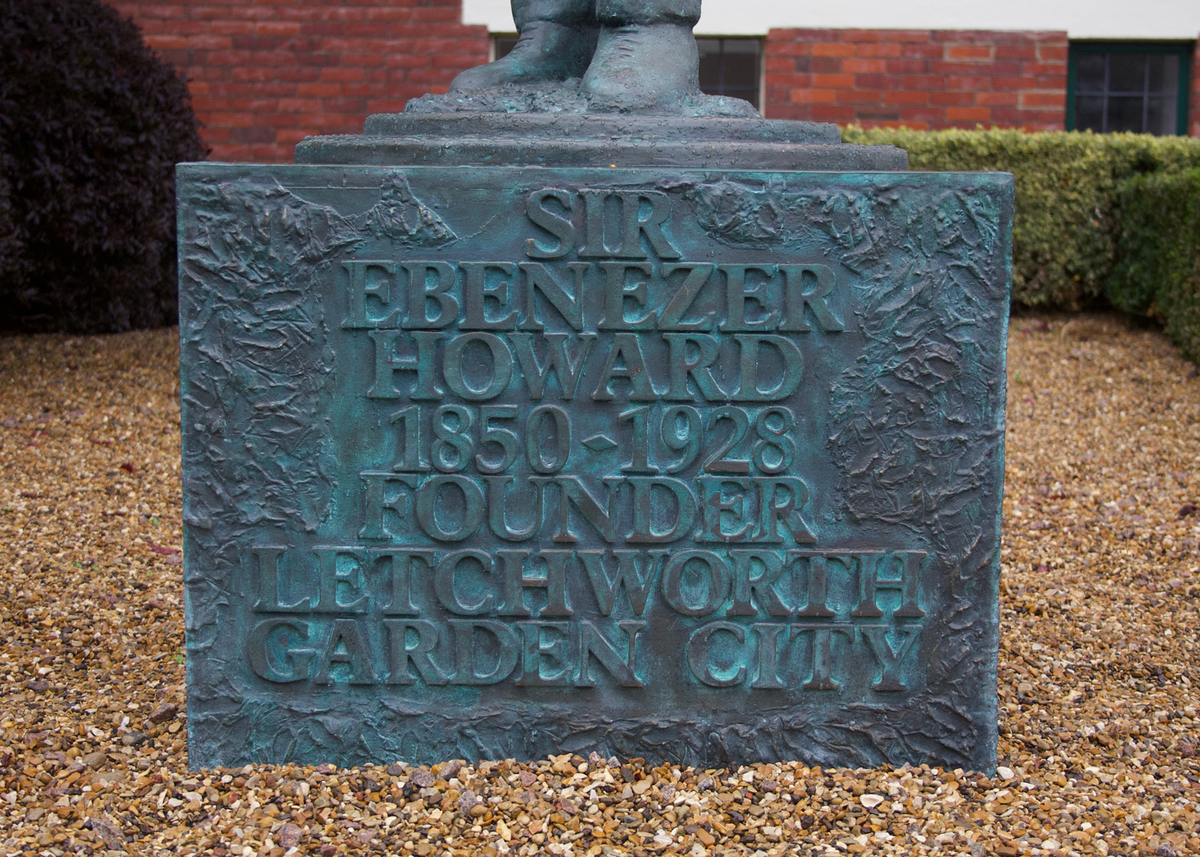 SIR
EBENEZER
HOWARD
1850-1928
FOUNDER
LETCHWORTH
GARDEN CITY